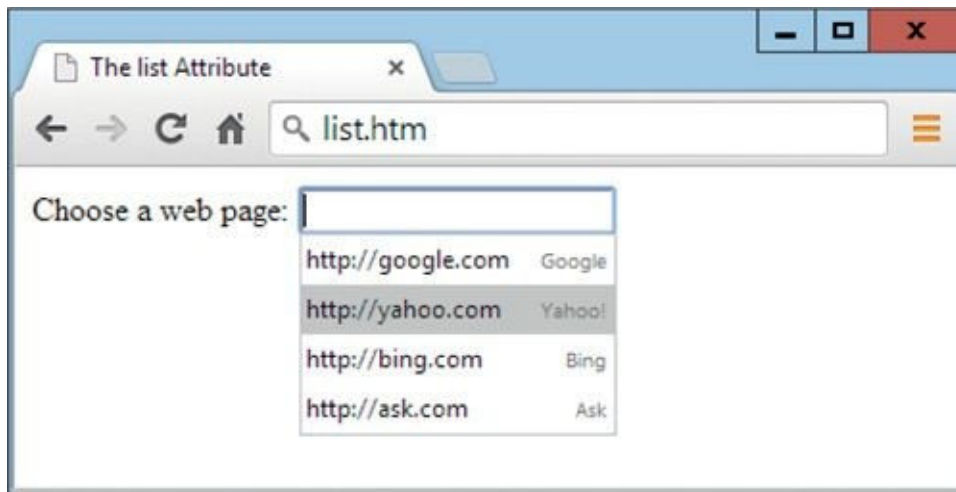 The list Attribute
list.htm
Choose a web page:
http://google.com Google
http://yahoo.com Yahoo!
http://bing.com Bing
http://ask.com Ask